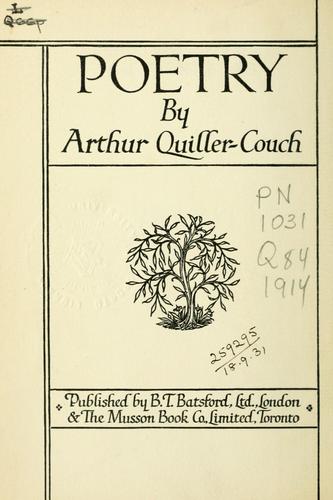 L
POETRY
By
Arthur Quiller-Couch
PN
1031
Q84
1914
259295
18.9.31
Published by B.T. Batsford, Ltd., London
& The Musson Book Co., Limited, Toronto